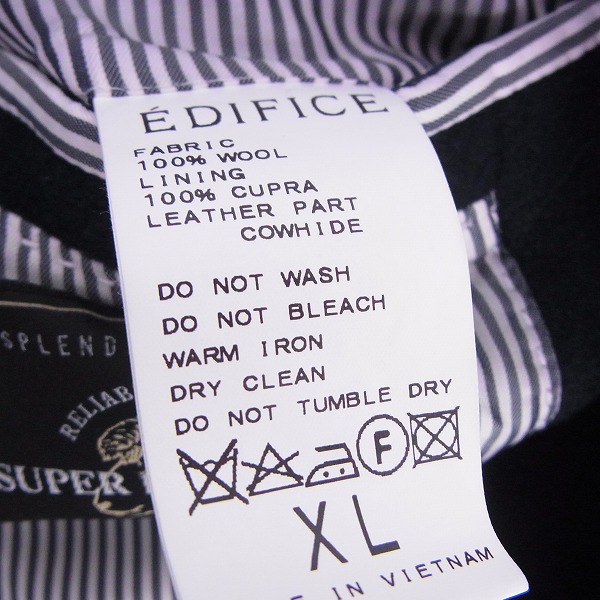 ÉDIFICE
FABRIC
100% WOOL
LINING
100% CUPRA
LEATHER PART
COWHIDE
DO NOT WASH
DO NOT BLEACH
WARM IRON
DRY CLEAN
DO NOT TUMBLE DRY
F
XL
IN VIETNAM
SPLEND
RELIAB
SUPER